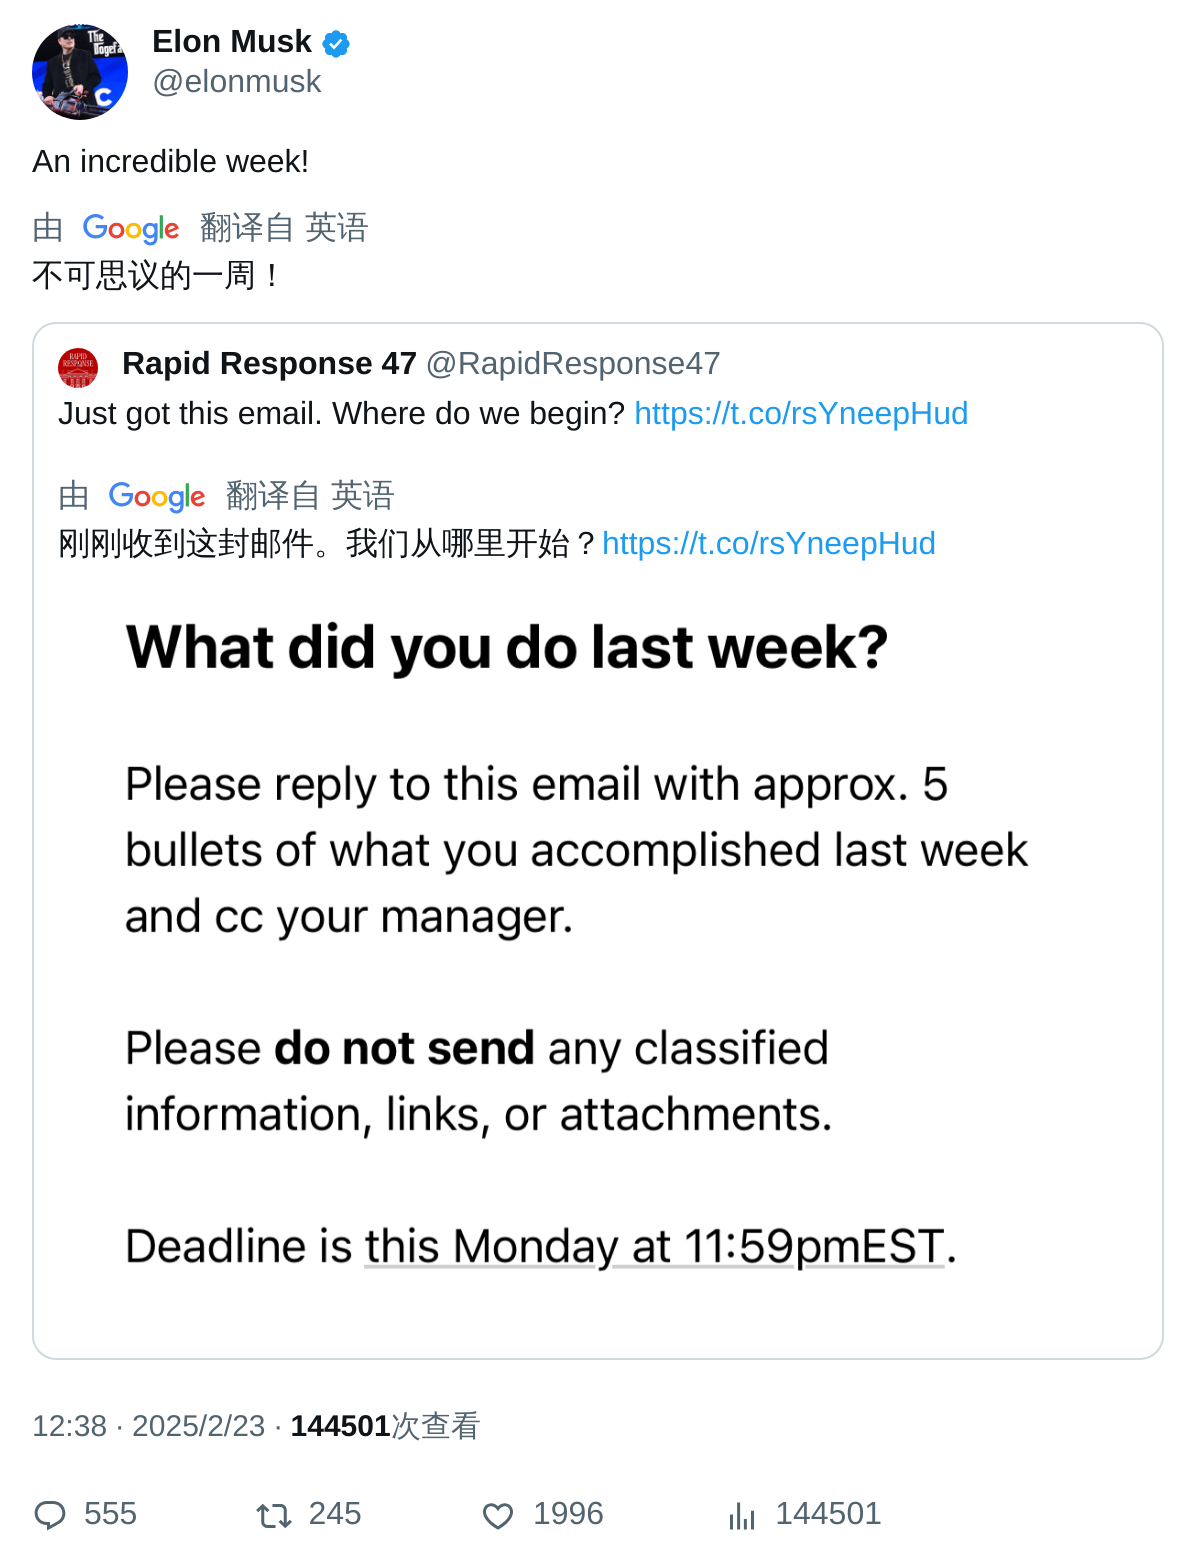 The
Dogefa
C
Elon Musk
@elonmusk
An incredible week!
由 Google 翻译自 英语
不可思议的一周！
RAPID
RESPONSE
Rapid Response 47 @RapidResponse47
Just got this email. Where do we begin? https://t.co/rsYneepHud
由 Google 翻译自 英语
刚刚收到这封邮件。我们从哪里开始？https://t.co/rsYneepHud
What did you do last week?
Please reply to this email with approx. 5
bullets of what you accomplished last week
and cc your manager.
Please do not send any classified
information, links, or attachments.
Deadline is this Monday at 11:59pmEST.
12:38 · 2025/2/23 · 144501次查看
555 245 1996 144501